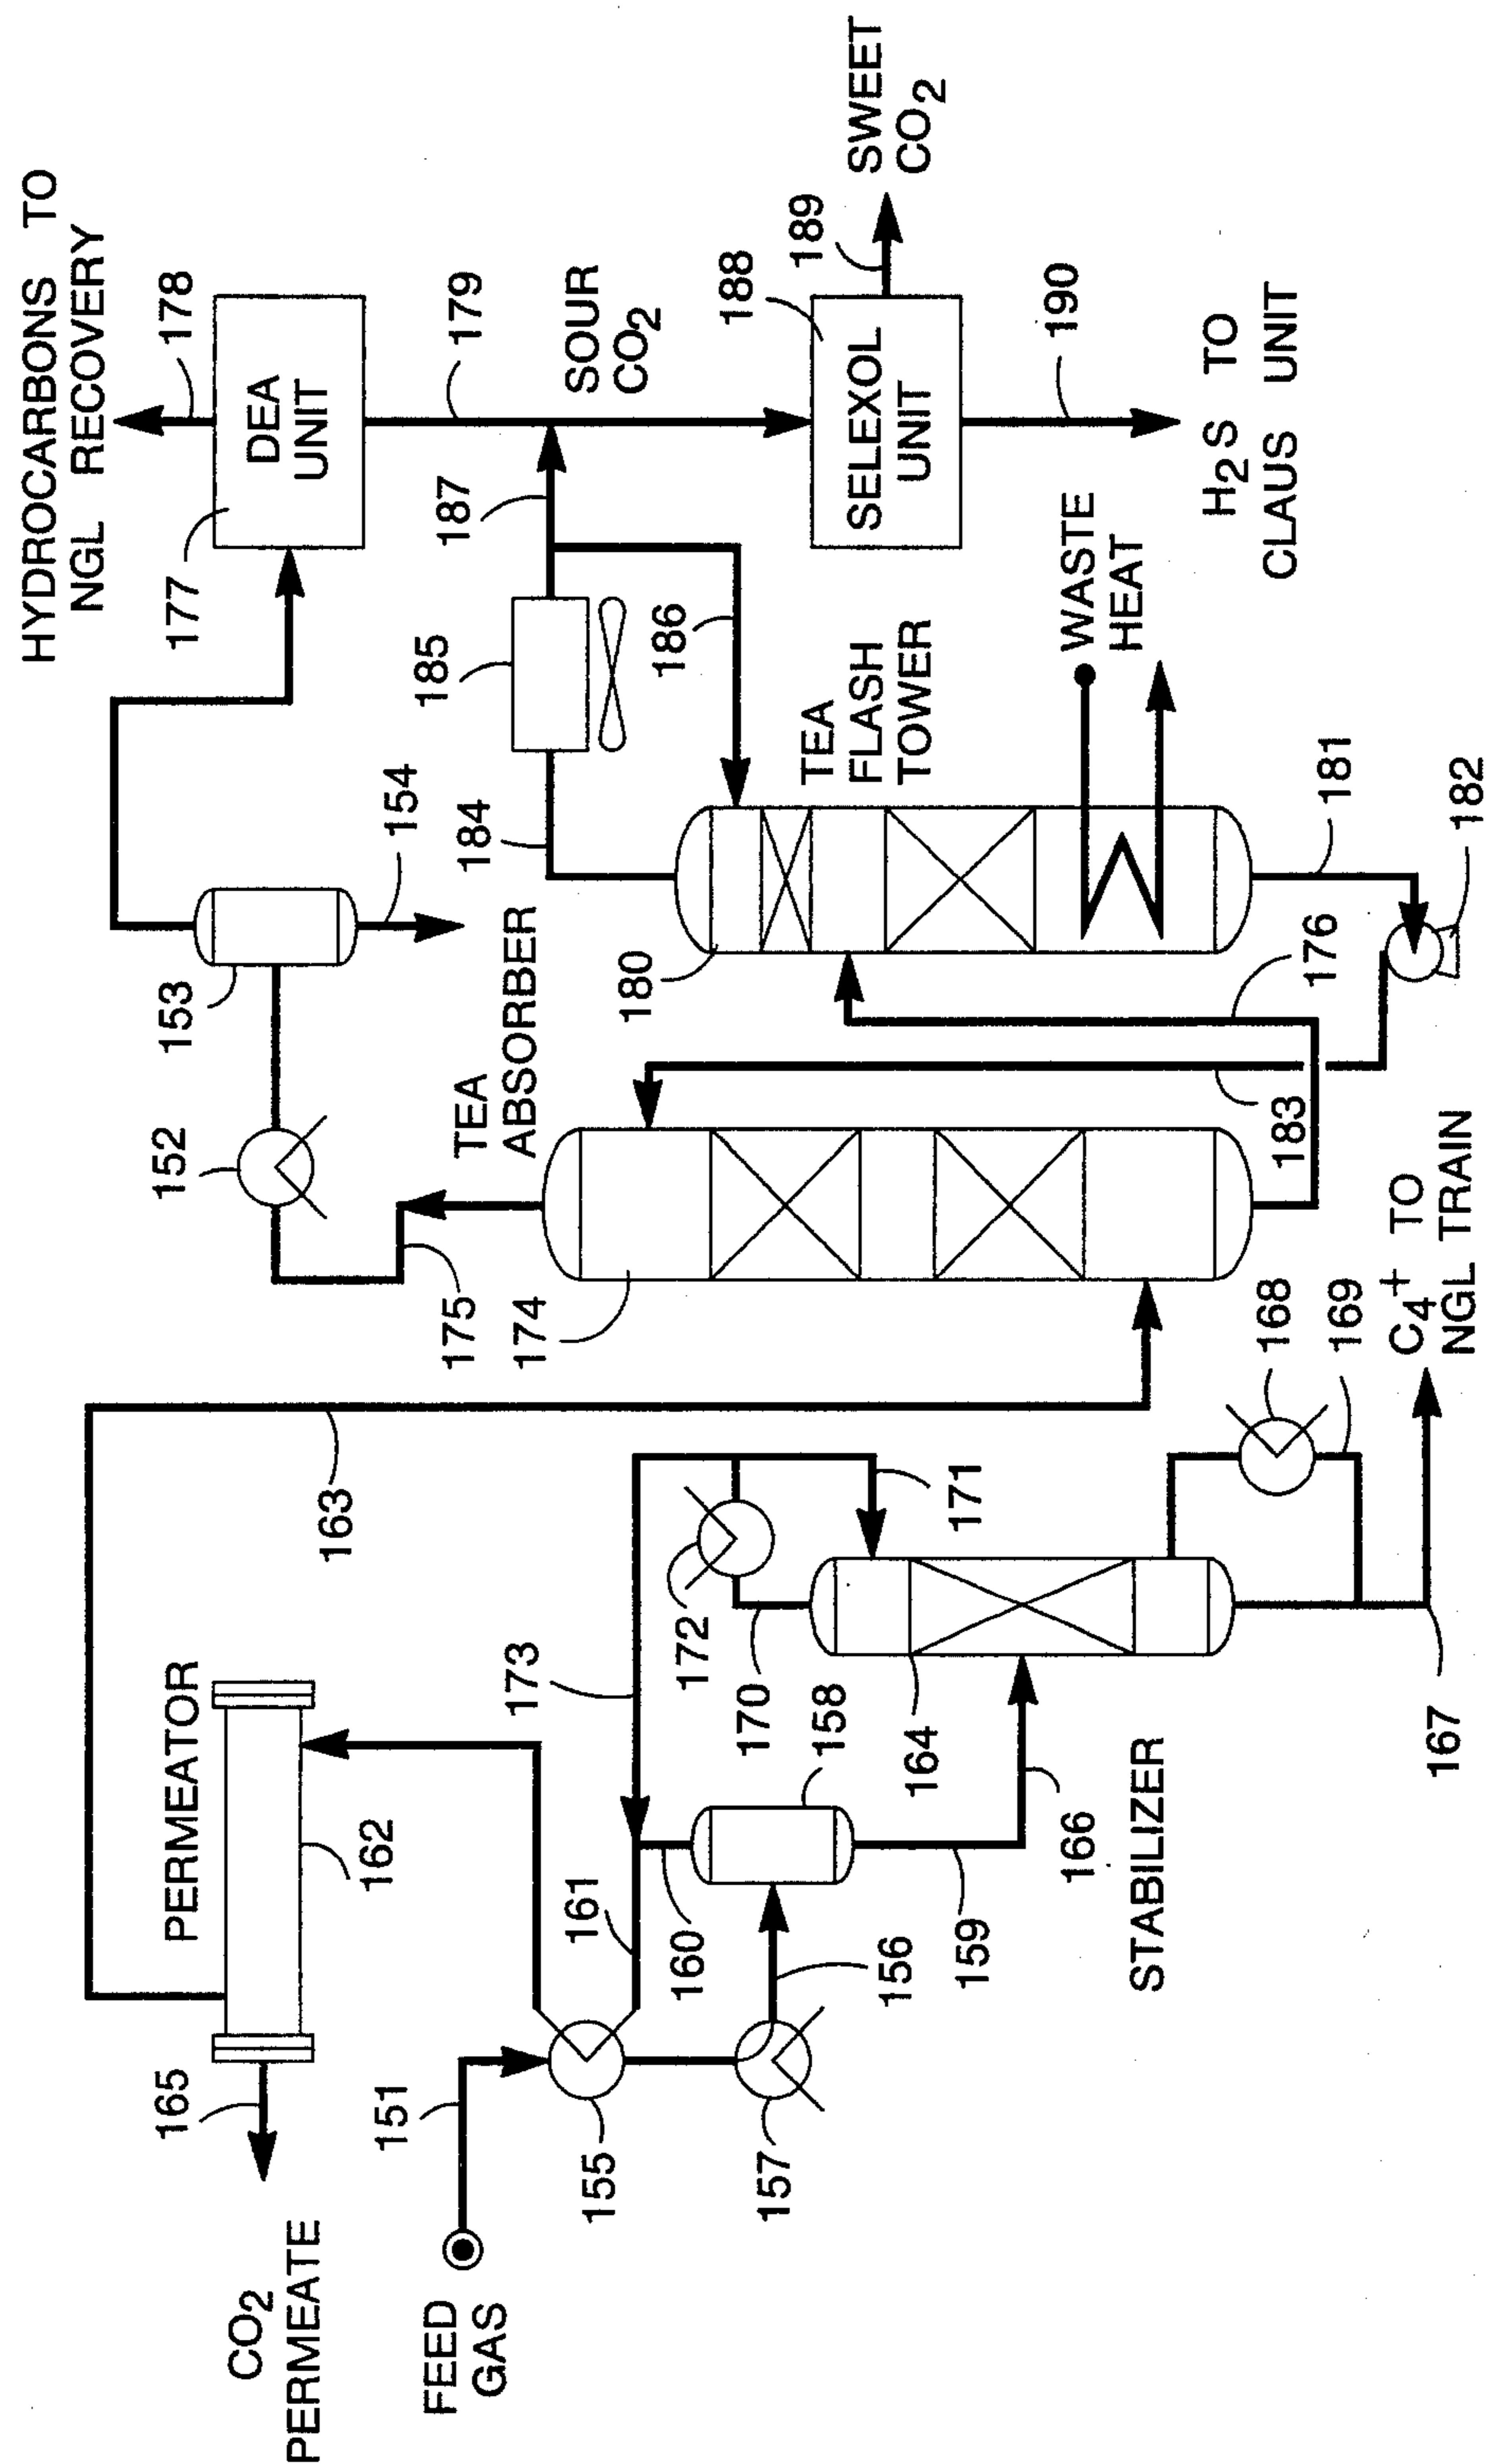 CO2
PERMEATE
165
PERMEATOR
162
FEED
GAS
151
155
157
161
160
156
158
159
173
172
170
164
166
STABILIZER
171
163
167
168
169
C4+ TO
NGL TRAIN
175
174
TEA
ABSORBER
152
153
154
183
176
180
TEA
FLASH
TOWER
184
185
186
187
181
182
WASTE
HEAT
177
DEA
UNIT
HYDROCARBONS TO
NGL RECOVERY
178
179
SOUR
CO2
188
SELEXOL
UNIT
189
SWEET
CO2
190
H2S TO
CLAUS UNIT